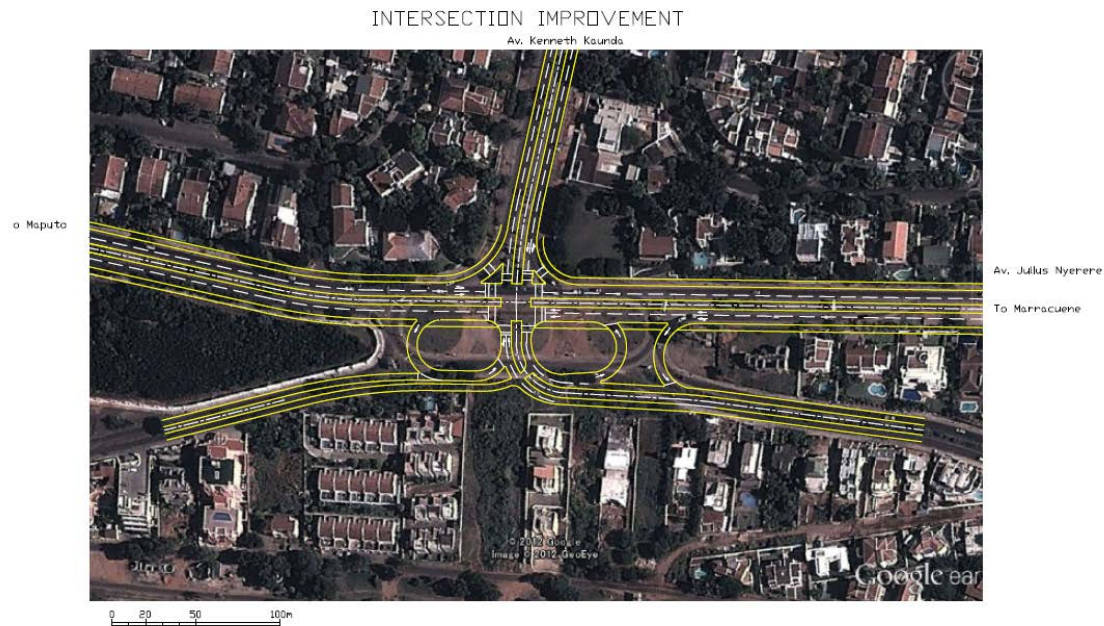 INTERSECTION IMPROVEMENT
Av. Kenneth Kaunda
o Maputo
Av. Julius Nyerere
To Marracuene
© 2012 Google
Image © 2012 GeoEye
Google ear
0 20 50 100m